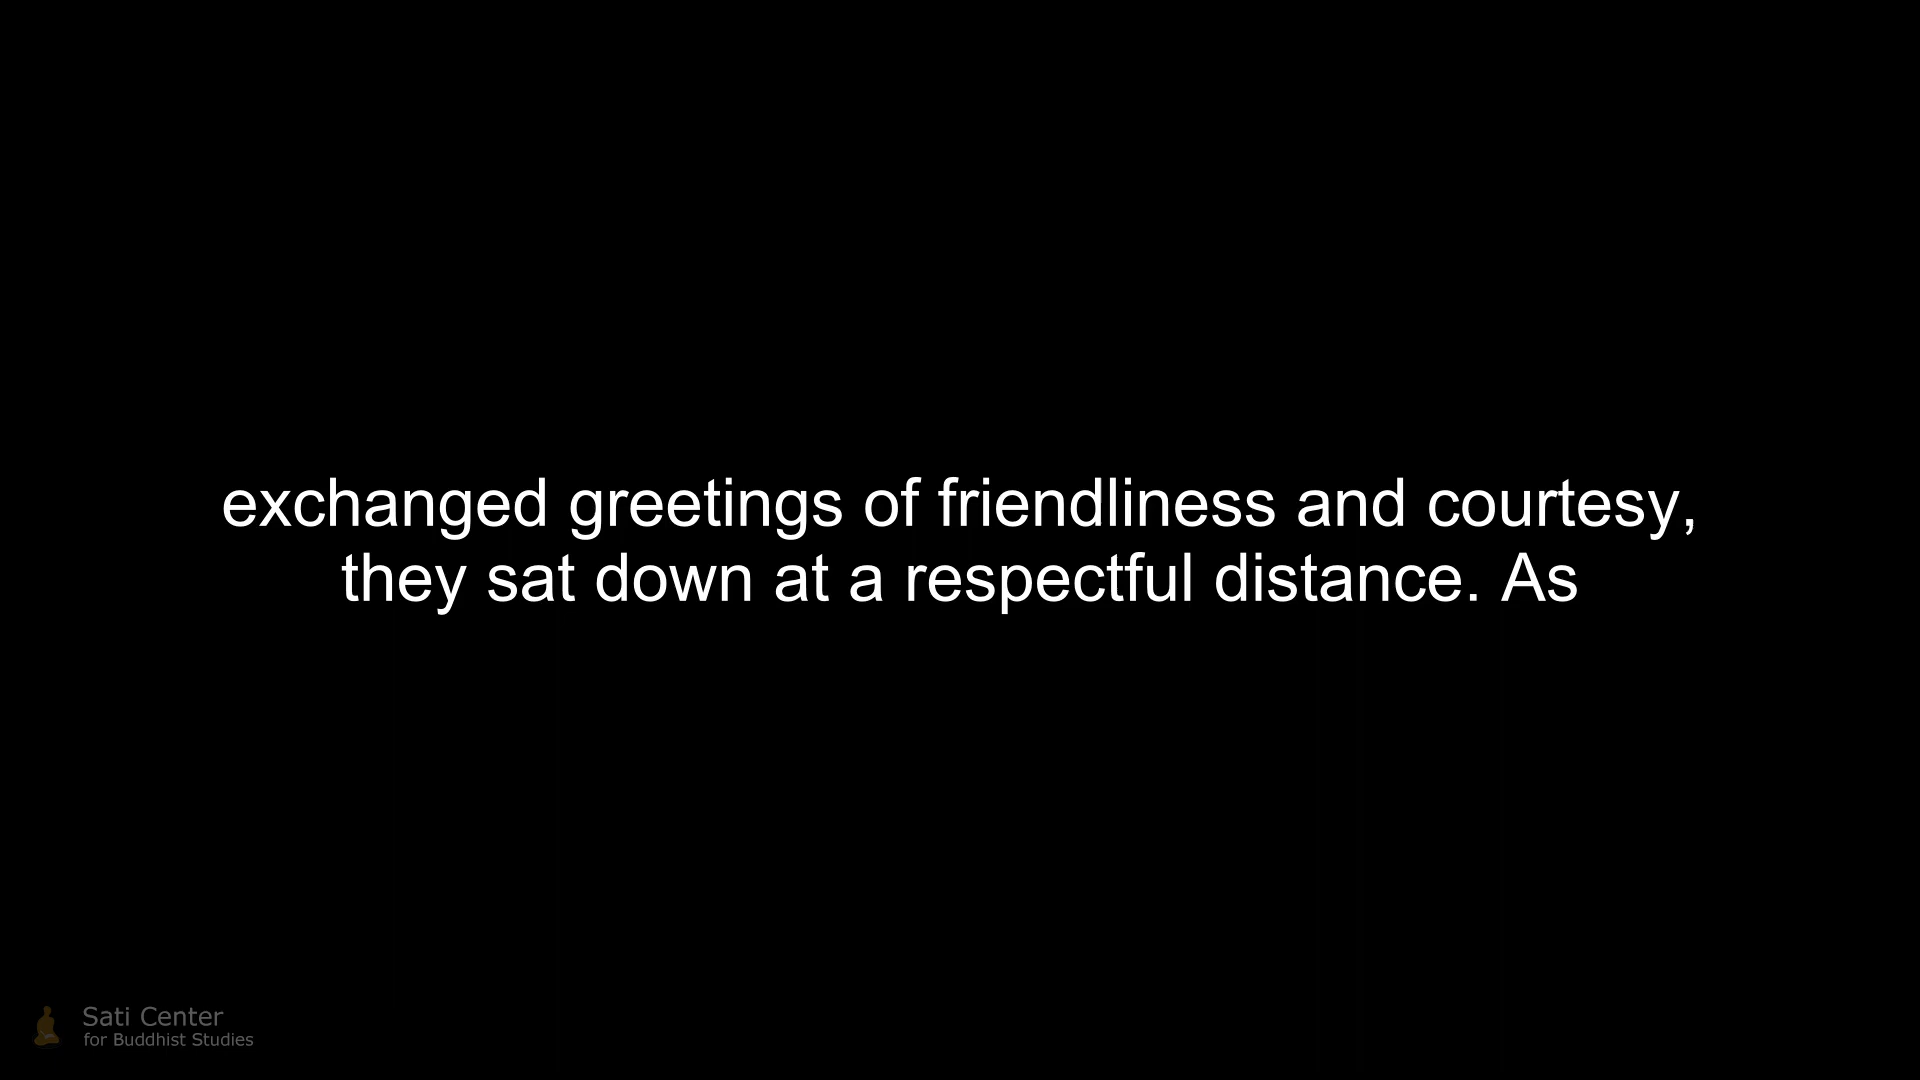 exchanged greetings of friendliness and courtesy,
they sat down at a respectful distance. As
Sati Center
for Buddhist Studies